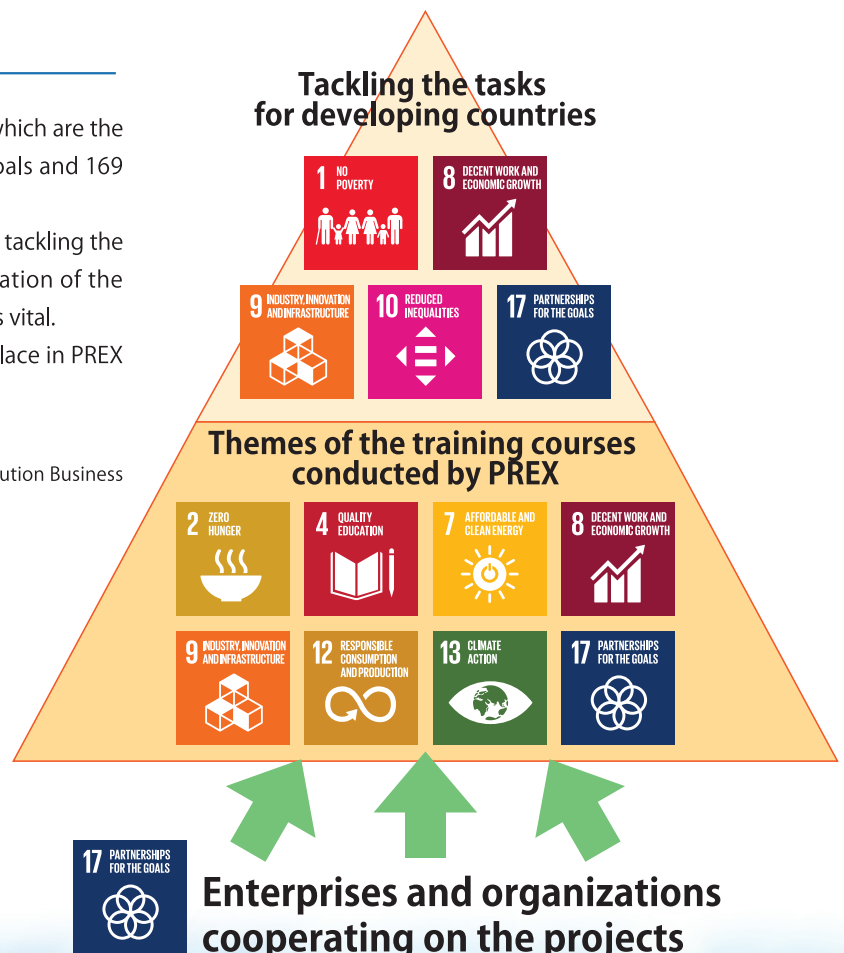 which are the
oals and 169
tackling the
ation of the
s vital.
lace in PREX
ution Business
Tackling the tasks
for developing countries
1 NO
POVERTY
8 DECENT WORK AND
ECONOMIC GROWTH
9 INDUSTRY, INNOVATION
AND INFRASTRUCTURE
10 REDUCED
INEQUALITIES
17 PARTNERSHIPS
FOR THE GOALS
Themes of the training courses
conducted by PREX
2 ZERO
HUNGER
4 QUALITY
EDUCATION
7 AFFORDABLE AND
CLEAN ENERGY
8 DECENT WORK AND
ECONOMIC GROWTH
9 INDUSTRY, INNOVATION
AND INFRASTRUCTURE
12 RESPONSIBLE
CONSUMPTION
AND PRODUCTION
13 CLIMATE
ACTION
17 PARTNERSHIPS
FOR THE GOALS
17 PARTNERSHIPS
FOR THE GOALS
Enterprises and organizations
cooperating on the projects